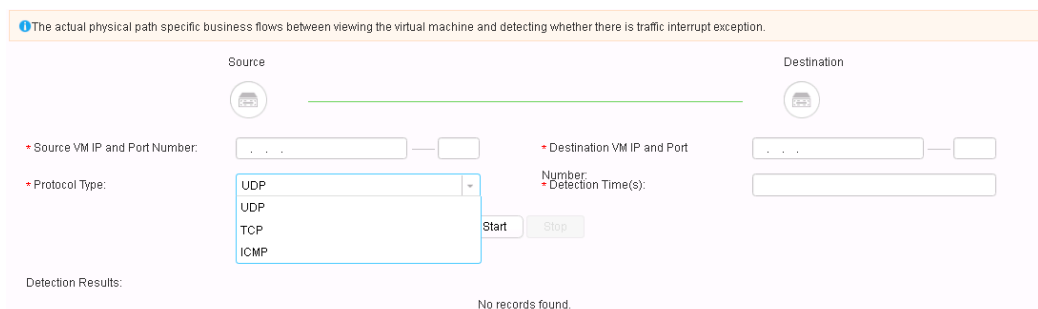 The actual physical path specific business flows between viewing the virtual machine and detecting whether there is traffic interrupt exception.
Source
Destination
* Source VM IP and Port Number:
. . .
* Destination VM IP and Port Number:
. . .
* Protocol Type:
UDP
* Detection Time(s):
UDP
TCP
ICMP
Start
Stop
Detection Results:
No records found.